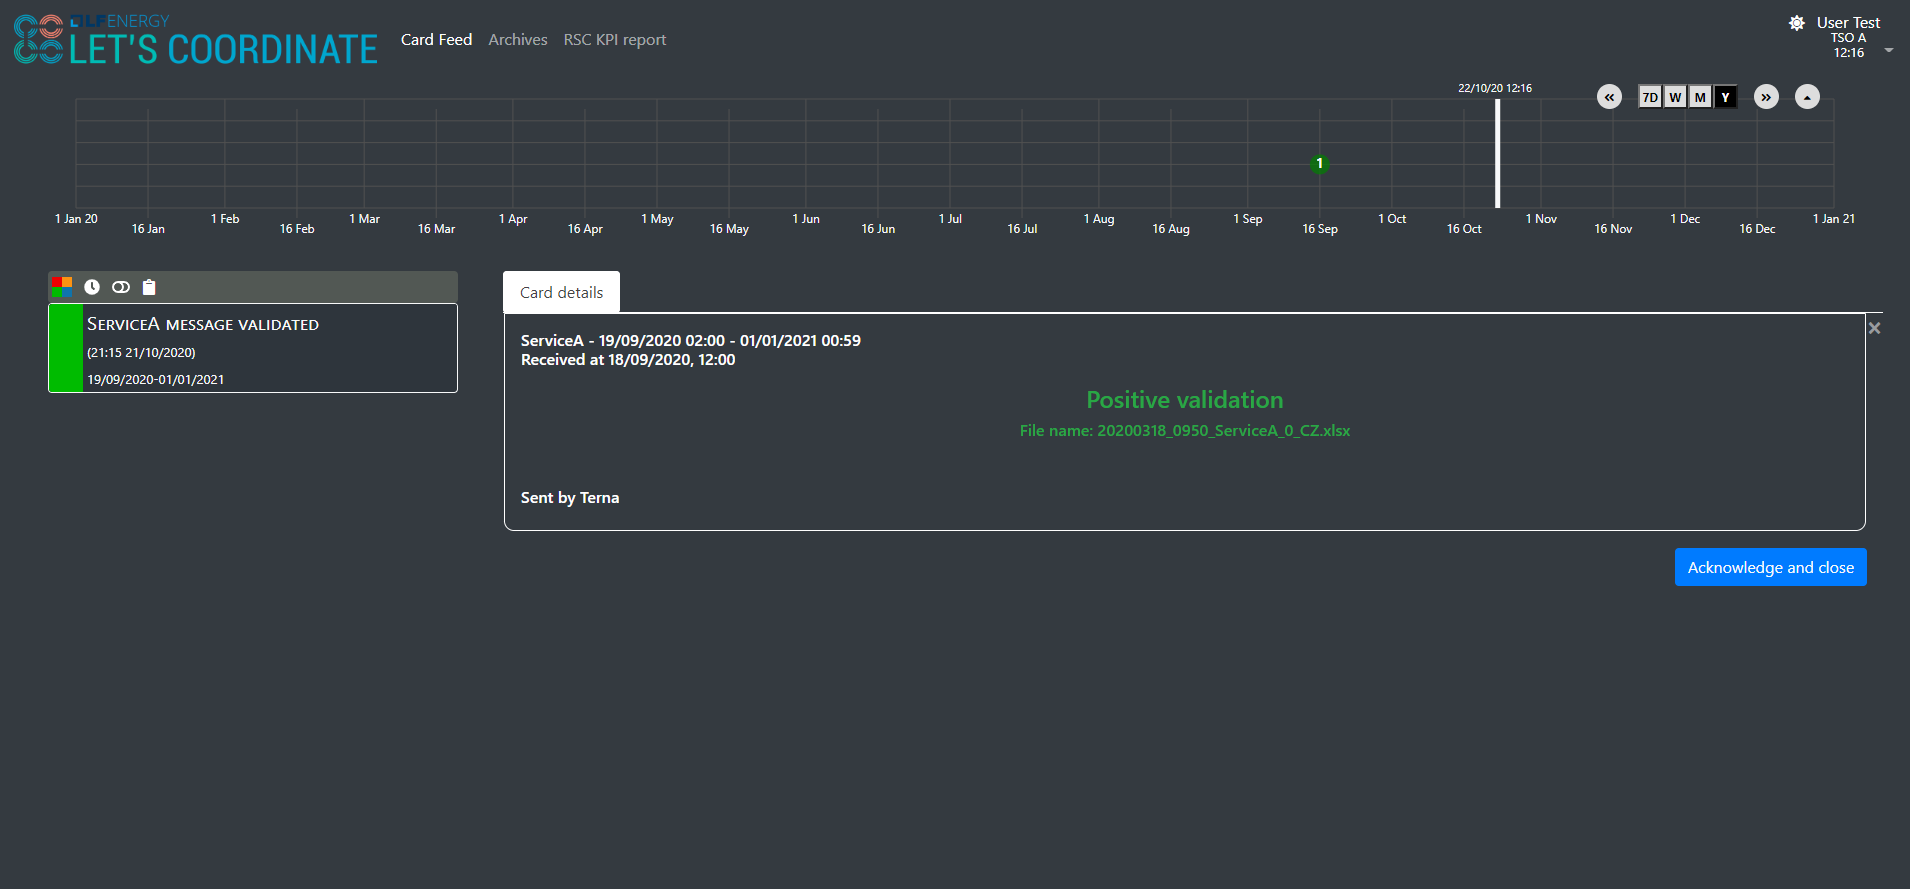 LFENERGY
LET'S COORDINATE
Card Feed Archives RSC KPI report
User Test
TSO A
12:16
22/10/20 12:16
7D W M Y
1
1 Jan 20 1 Feb 1 Mar 1 Apr 1 May 1 Jun 1 Jul 1 Aug 1 Sep 1 Oct 1 Nov 1 Dec 1 Jan 21
16 Jan 16 Feb 16 Mar 16 Apr 16 May 16 Jun 16 Jul 16 Aug 16 Sep 16 Oct 16 Nov 16 Dec
ServiceA message validated
(21:15 21/10/2020)
19/09/2020-01/01/2021
Card details
ServiceA - 19/09/2020 02:00 - 01/01/2021 00:59
Received at 18/09/2020, 12:00
Positive validation
File name: 20200318_0950_ServiceA_0_CZ.xlsx
Sent by Terna
Acknowledge and close